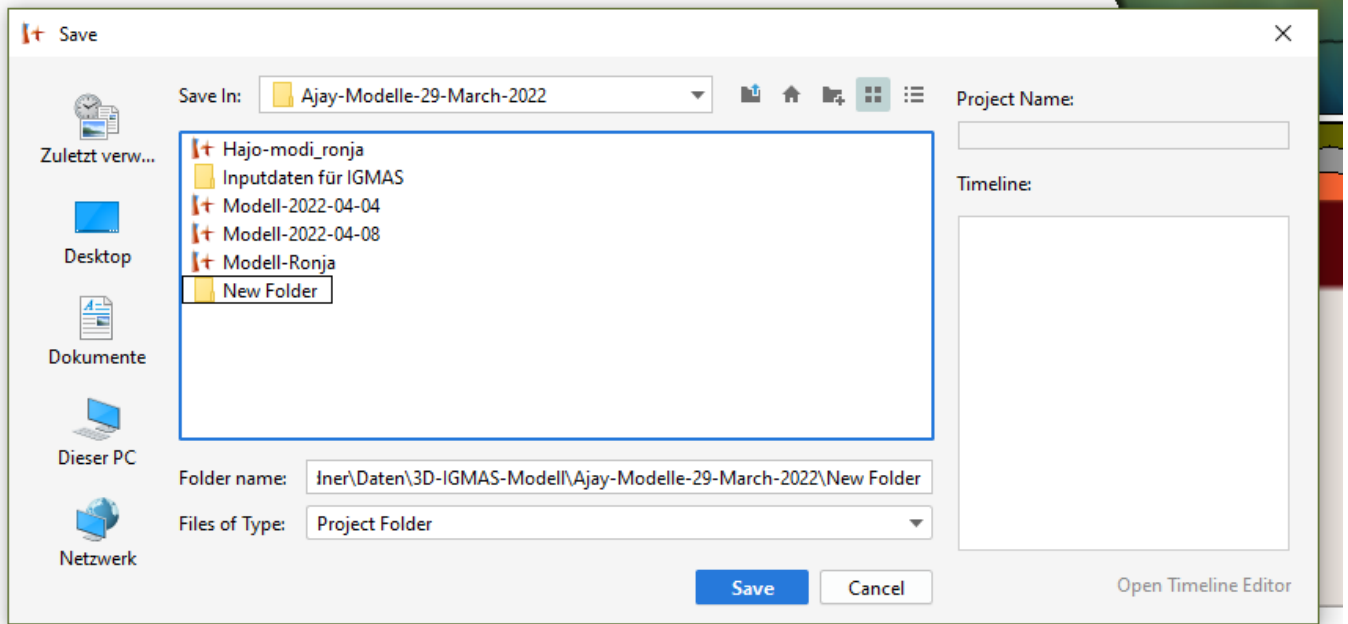 Save
Save In:
Ajay-Modelle-29-March-2022
Project Name:
Zuletzt verw...
Hajo-modi_ronja
Inputdaten für IGMAS
Modell-2022-04-04
Modell-2022-04-08
Modell-Ronja
New Folder
Timeline:
Desktop
Dokumente
Dieser PC
Netzwerk
Folder name:
ner\Daten\3D-IGMAS-Modell\Ajay-Modelle-29-March-2022\New Folder
Files of Type:
Project Folder
Save
Cancel
Open Timeline Editor